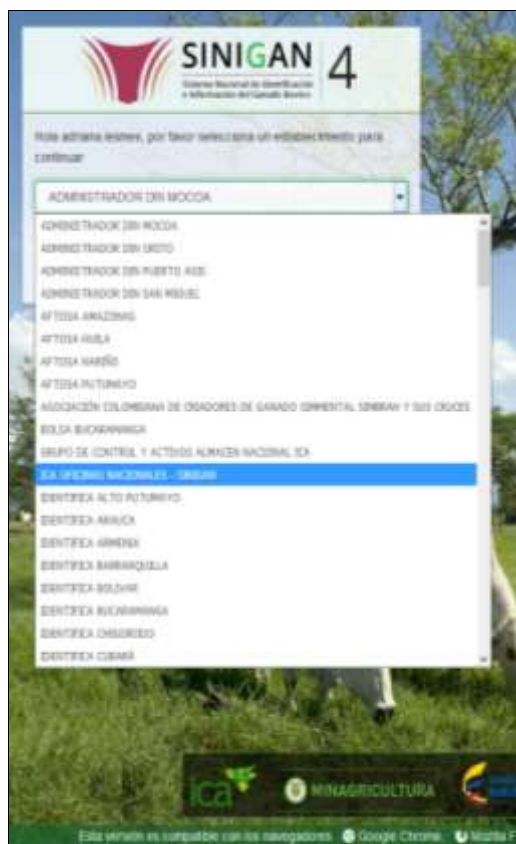 SINIGAN 4
Sistema Nacional de Identificación
e Información del Ganado Bovino
Hola adriana, por favor selecciona un establecimiento para
continuar
ADMINISTRADOR DIN MOCOA
ADMINISTRADOR DIN MOCOA
ADMINISTRADOR DIN ORITO
ADMINISTRADOR DIN PUERTO ASIS
ADMINISTRADOR DIN SAN MIGUEL
AFTOSA AMAZONAS
AFTOSA HUILA
AFTOSA NARIÑO
AFTOSA PUTUMAYO
ASOCIACIÓN COLOMBIANA DE CRIADORES DE GANADO SIMMENTAL SIMBRAH Y SUS CRUCES
BOLSA BUCARAMANGA
GRUPO DE CONTROL Y ACTIVOS ALMACEN NACIONAL ICA
ICA OFICINAS NACIONALES - SINIGAN
IDENTIFICA ALTO PUTUMAYO
IDENTIFICA ARAUCA
IDENTIFICA ARMENIA
IDENTIFICA BARRANQUILLA
IDENTIFICA BOLIVAR
IDENTIFICA BUCARAMANGA
IDENTIFICA CHIGORODO
IDENTIFICA CUBARÁ
ica
MINAGRICULTURA
Esta versión es compatible con los navegadores Google Chrome, Mozilla F